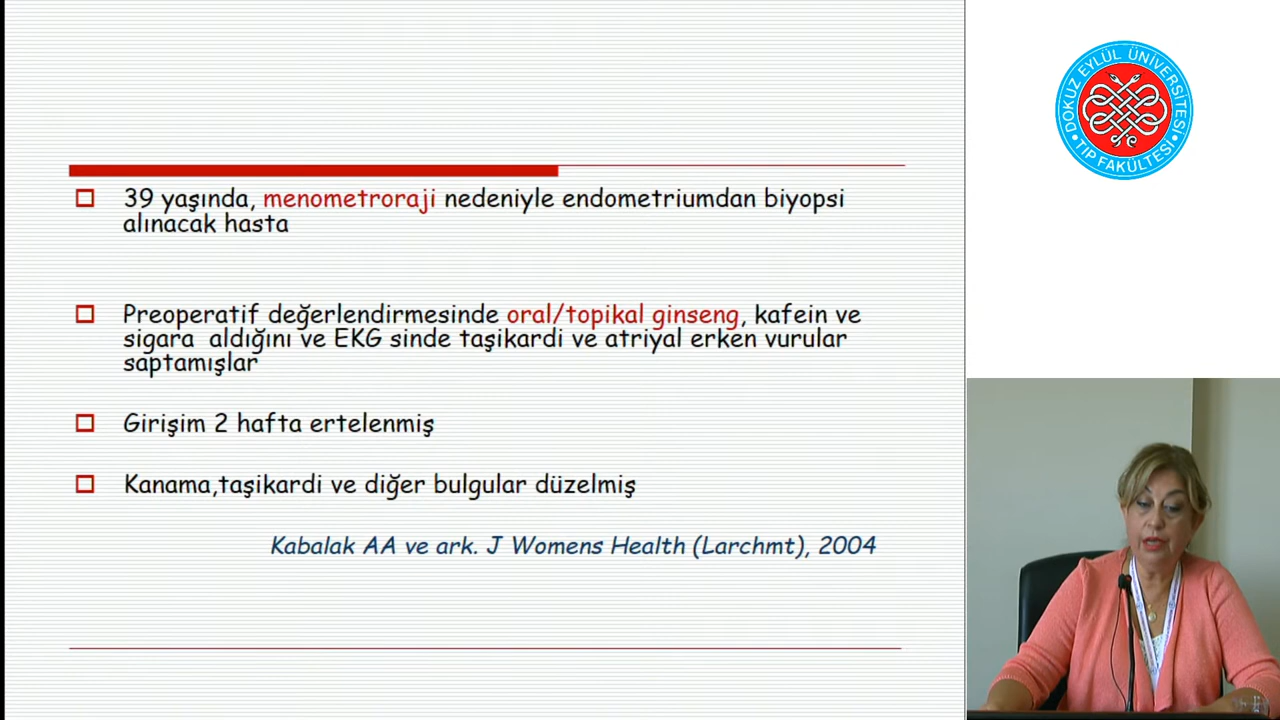 39 yaşında, menometroraji nedeniyle endometriumdan biyopsi
alınacak hasta
Preoperatif değerlendirmesinde oral/topikal ginseng, kafein ve
sigara aldığını ve EKG sinde taşikardi ve atriyal erken vurular
saptamışlar
Girişim 2 hafta ertelenmiş
Kanama,taşikardi ve diğer bulgular düzelmiş
Kabalak AA ve ark. J Womens Health (Larchmt), 2004
DOKUZ EYLÜL ÜNİVERSİTESİ
• TIP FAKÜLTESİ •